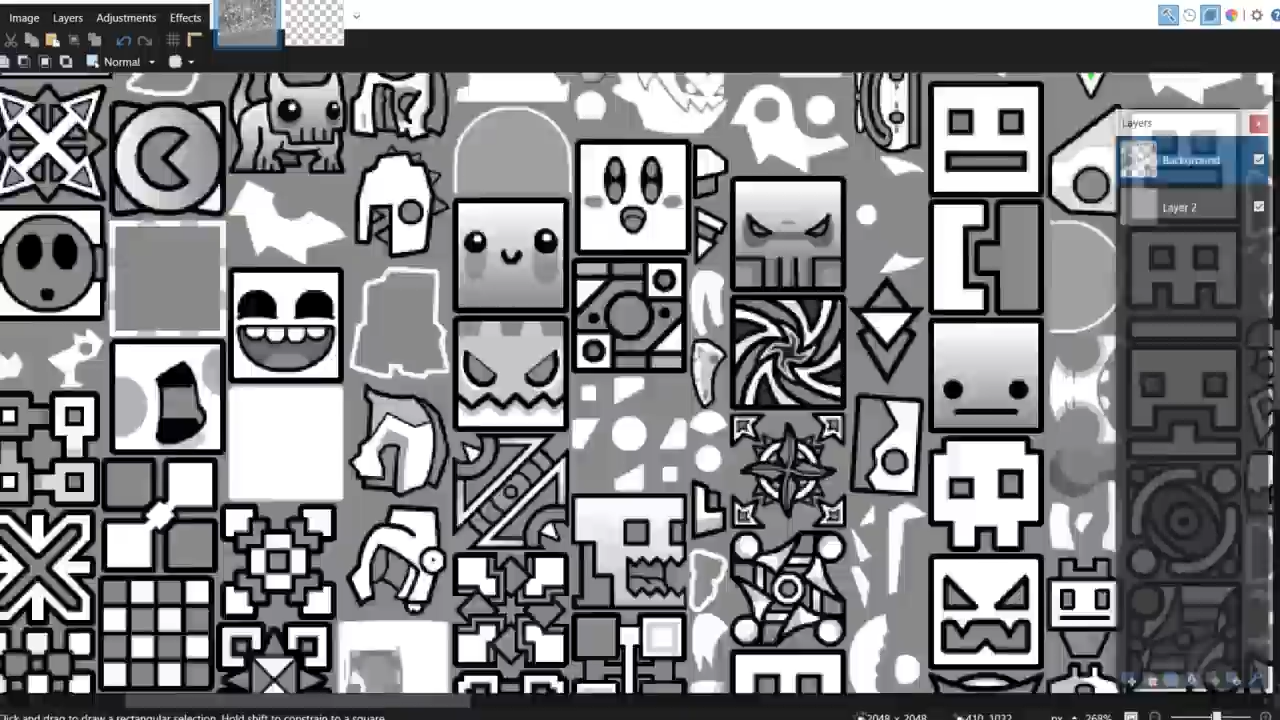 Image Layers Adjustments Effects
Normal
Layers
Background
Layer 2
Click and drag to draw a rectangular selection. Hold shift to constrain to a square.
2048 × 2048
410, 1032
px
268%